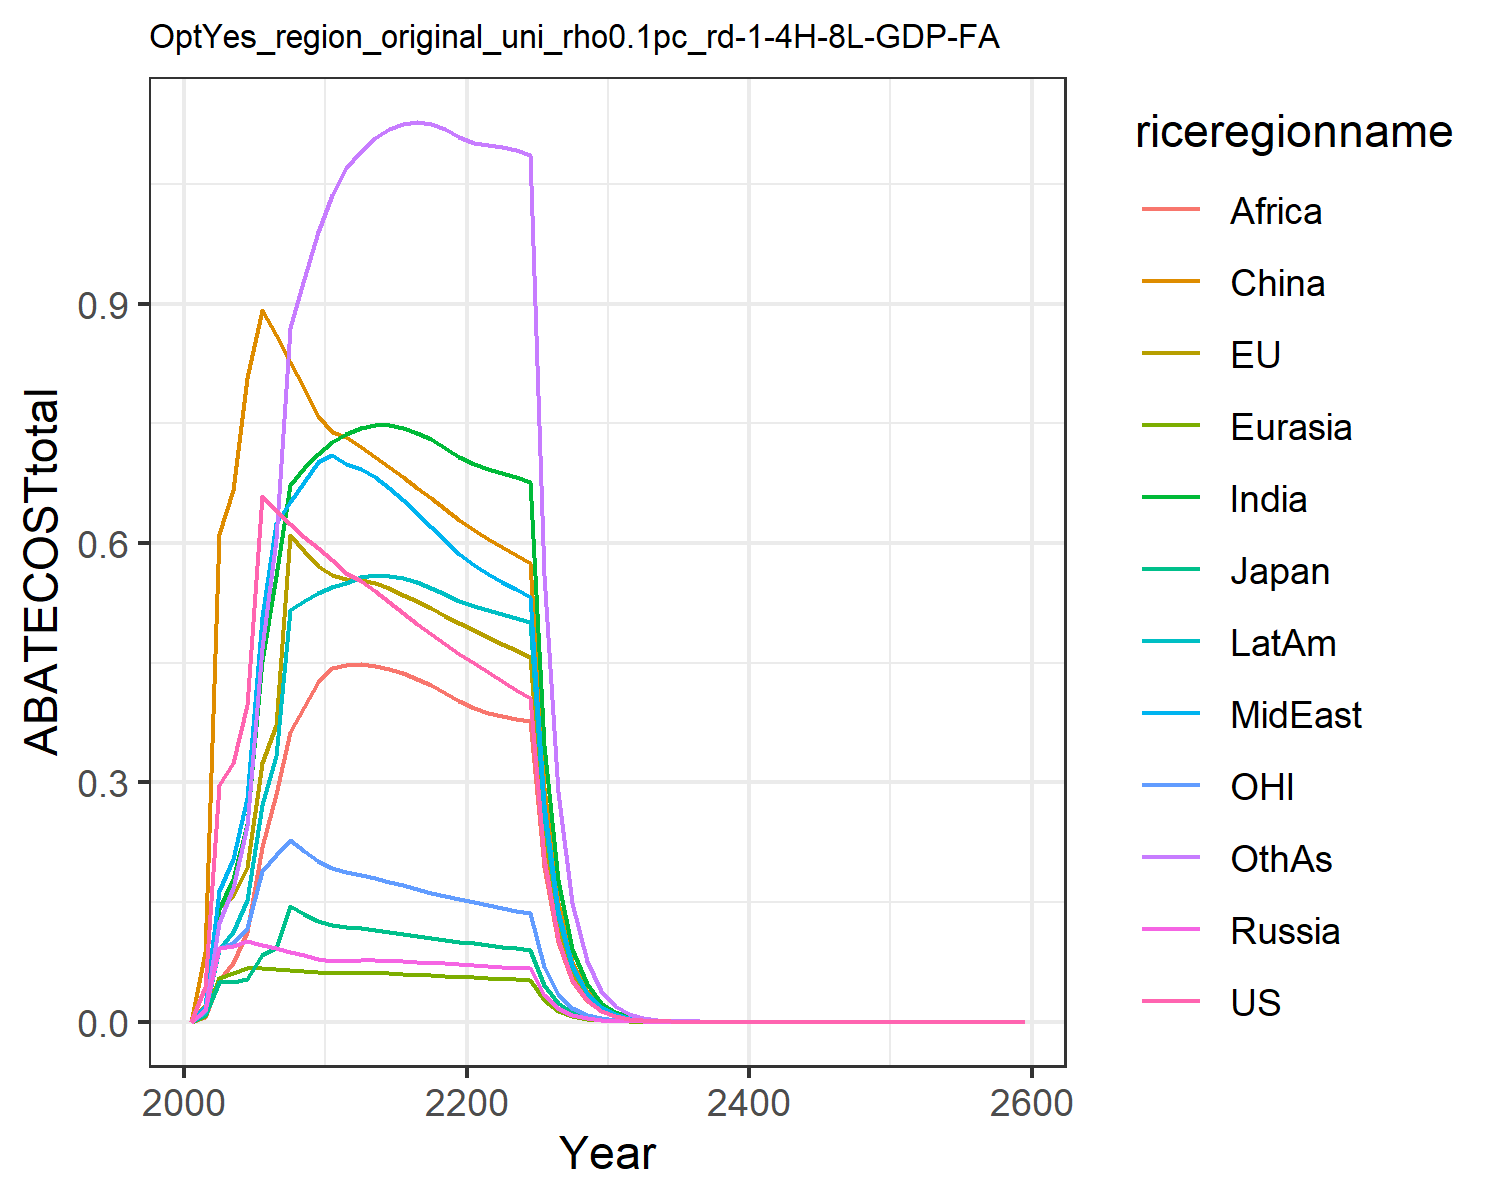 OptYes_region_original_uni_rho0.1pc_rd-1-4H-8L-GDP-FA
ABATECOSTtotal
0.9
0.6
0.3
0.0
2000
2200
2400
2600
Year
riceregionname
Africa
China
EU
Eurasia
India
Japan
LatAm
MidEast
OHI
OthAs
Russia
US